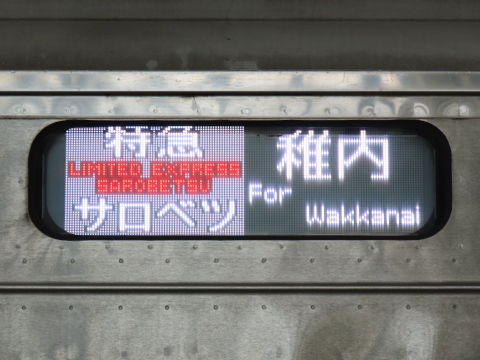 特急
LIMITED EXPRESS
SAROBETSU
サロベツ
稚内
For
Wakkanai